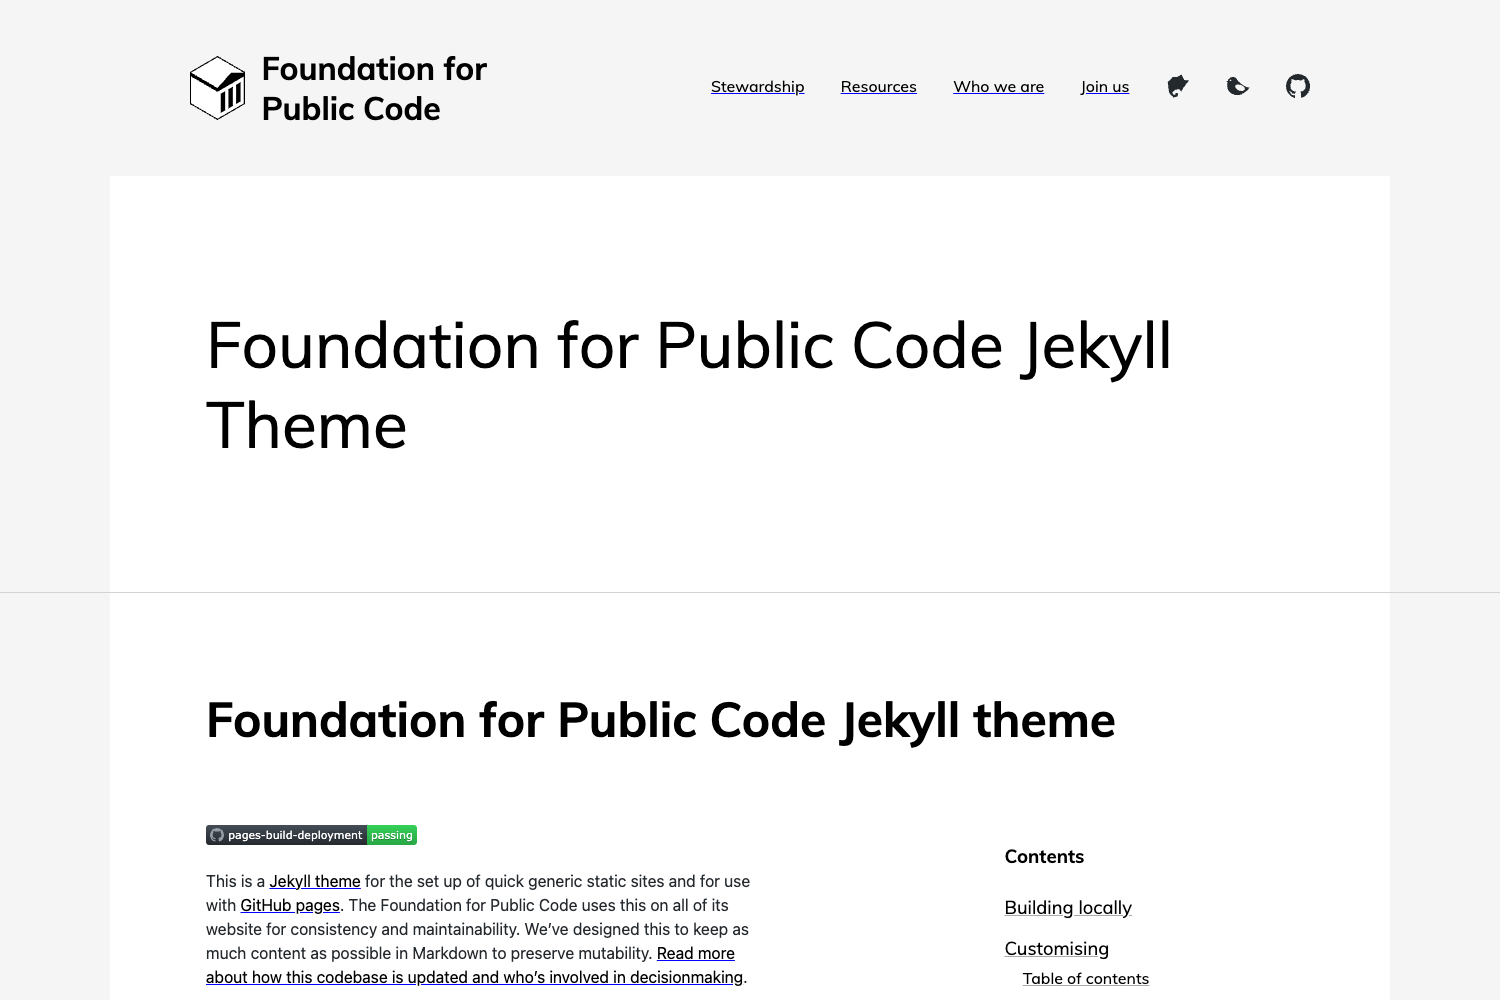 Foundation for
Public Code
Stewardship
Resources
Who we are
Join us
Foundation for Public Code Jekyll
Theme
Foundation for Public Code Jekyll theme
pages-build-deployment passing
This is a Jekyll theme for the set up of quick generic static sites and for use
with GitHub pages. The Foundation for Public Code uses this on all of its
website for consistency and maintainability. We’ve designed this to keep as
much content as possible in Markdown to preserve mutability. Read more
about how this codebase is updated and who’s involved in decisionmaking.
Contents
Building locally
Customising
Table of contents